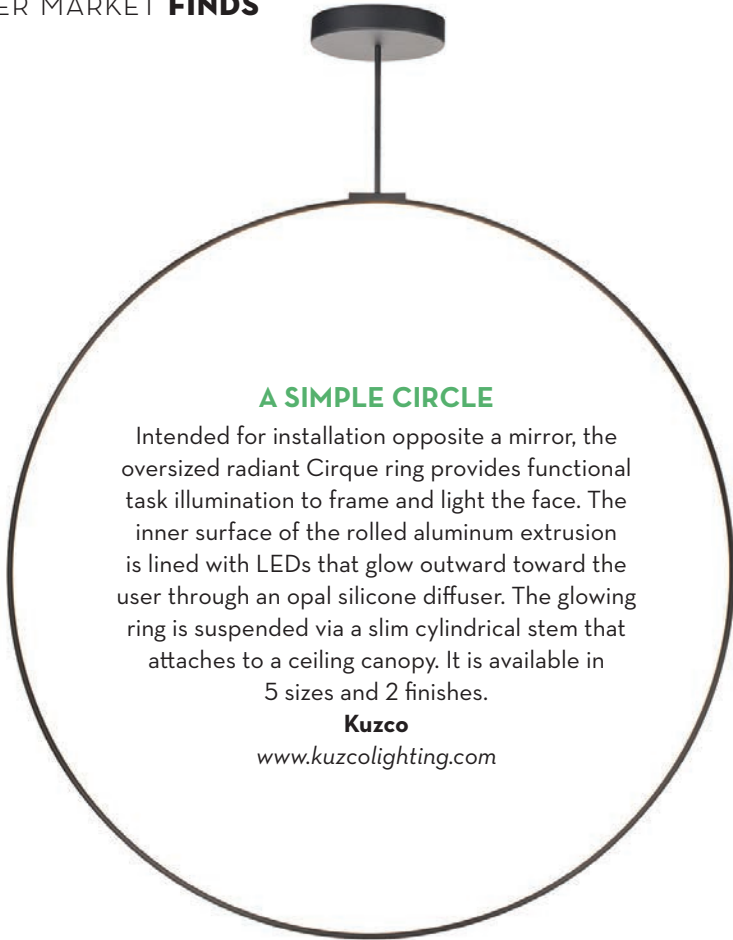 MARKET FINDS
A SIMPLE CIRCLE
Intended for installation opposite a mirror, the
oversized radiant Cirque ring provides functional
task illumination to frame and light the face. The
inner surface of the rolled aluminum extrusion
is lined with LEDs that glow outward toward the
user through an opal silicone diffuser. The glowing
ring is suspended via a slim cylindrical stem that
attaches to a ceiling canopy. It is available in
5 sizes and 2 finishes.
Kuzco
www.kuzcolighting.com